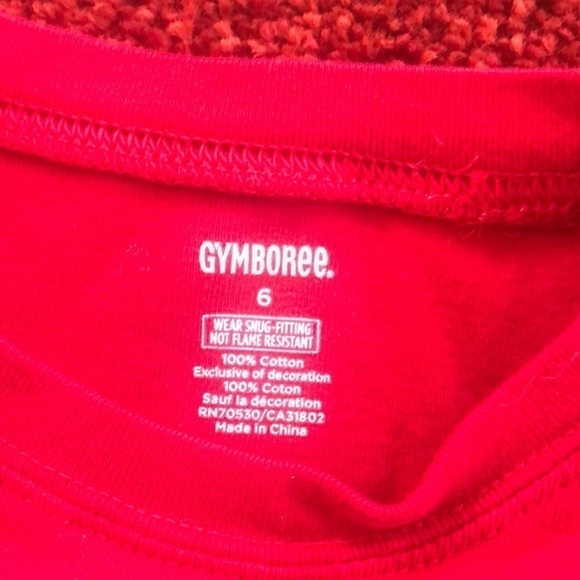 GYMBOREE.
6
WEAR SNUG-FITTING
NOT FLAME RESISTANT
100% Cotton
Exclusive of decoration
100% Coton
Sauf la décoration
RN70530/CA31802
Made in China